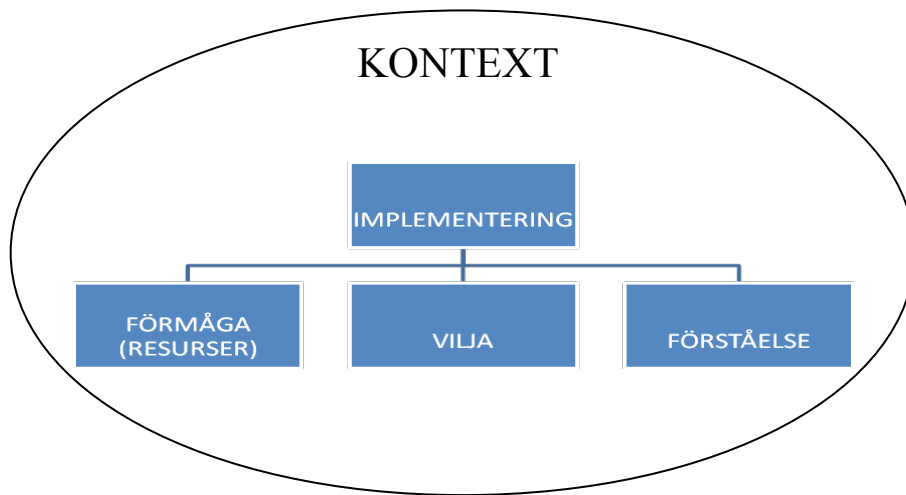 KONTEXT
IMPLEMENTERING
FÖRMÅGA
(RESURSER)
VILJA
FÖRSTÅELSE